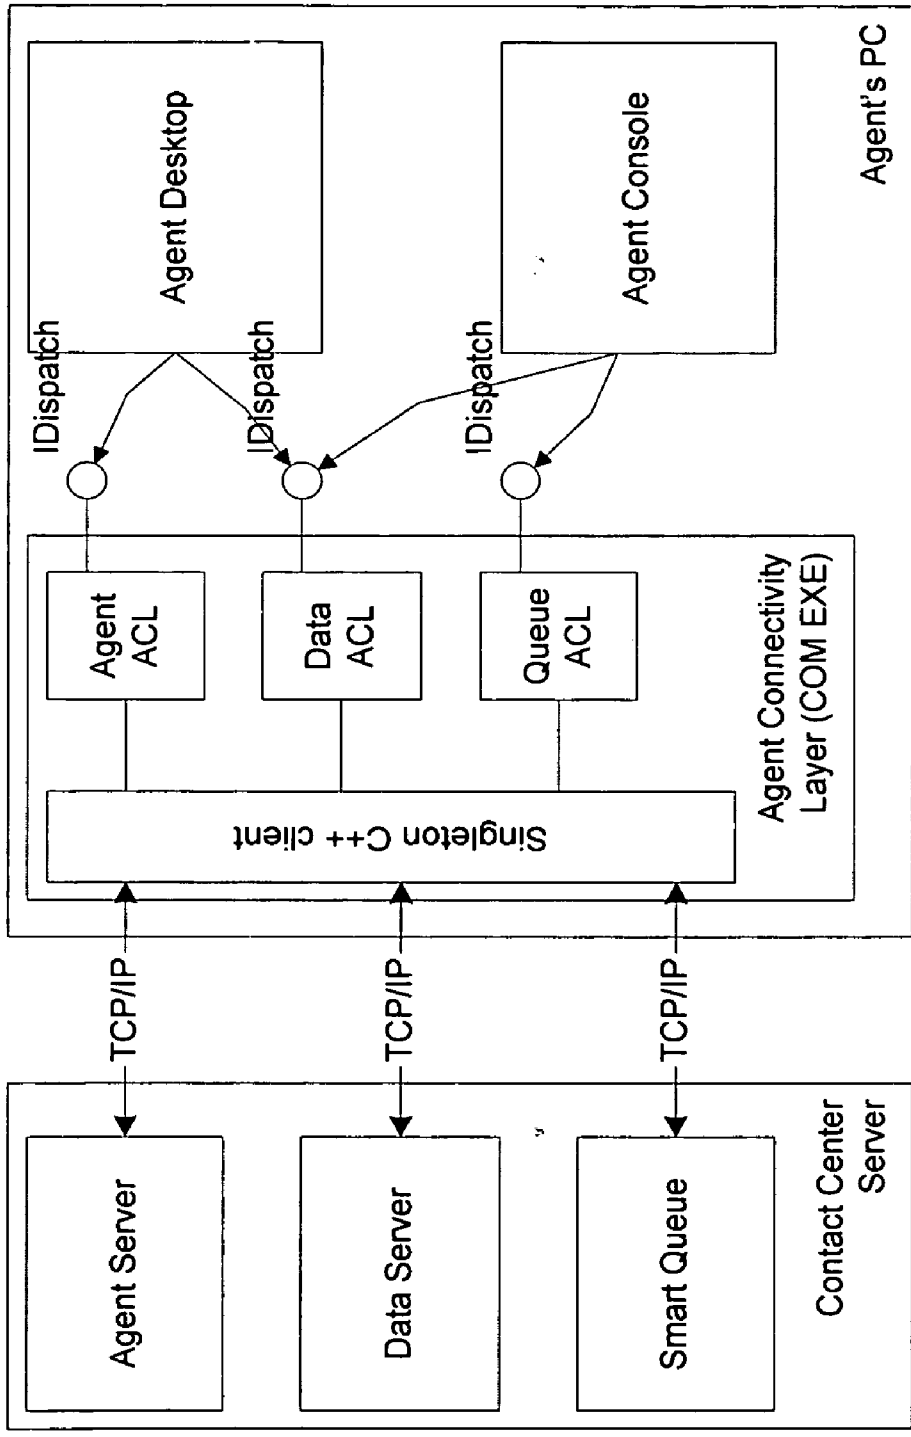 Agent Server
Data Server
Smart Queue
Contact Center
Server
TCP/IP
TCP/IP
TCP/IP
Singleton C++ client
Agent
ACL
Data
ACL
Queue
ACL
Agent Connectivity
Layer (COM EXE)
IDispatch
IDispatch
IDispatch
Agent Desktop
Agent Console
Agent's PC